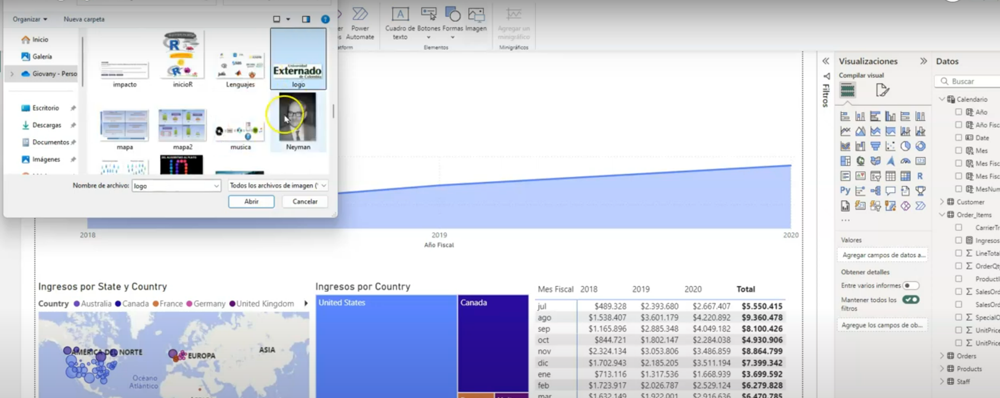 Organizar
Nueva carpeta
Inicio
Galería
Giovany - Perso
Escritorio
Descargas
Documentos
Imágenes
impacto
inicioR
Lenguajes
Universidad
Externado
de Colombia
logo
mapa
mapa2
musica
Neyman
Nombre de archivo:
logo
Todos los archivos de imagen (*
Abrir
Cancelar
Power
Automate
Cuadro de
texto
Botones
Formas
Imagen
Elementos
Agregar un
minigráfico
Minigráficos
2018
2019
2020
Año Fiscal
Ingresos por State y Country
Country Australia Canada France Germany United Kingdom
AMÉRICA DEL NORTE
EUROPA
ASIA
Océano
Atlántico
Ingresos por Country
United States
Canada
Mes Fiscal 2018 2019 2020 Total
jul $489.328 $2.393.680 $2.667.407 $5.550.415
ago $1.538.407 $3.601.179 $4.220.892 $9.360.478
sep $1.165.896 $2.885.348 $4.049.182 $8.100.426
oct $844.721 $1.802.147 $2.284.038 $4.930.906
nov $2.324.134 $3.053.806 $3.486.859 $8.864.799
dic $1.702.943 $2.185.205 $3.511.194 $7.399.342
ene $713.116 $1.317.536 $1.668.939 $3.699.592
feb $1.723.917 $2.026.787 $2.529.124 $6.279.828
mar $1.632.149 $1.922.001 $2.916.636 $6.470.785
Filtros
Visualizaciones
Compilar visual
Valores
Agregar campos de datos a...
Obtener detalles
Entre varios informes
Mantener todos los
filtros
Agregue los campos de ob...
Datos
Buscar
Calendario
Año
Año Fisc
Date
Mes
Mes Fisc
Mes Fisc
MesNum
Customer
Order_Items
CarrierTr
Ingresos
LineTotal
OrderQt
ProductI
SalesOrd
SalesOrd
SpecialO
UnitPrice
UnitPrice
Orders
Products
Staff